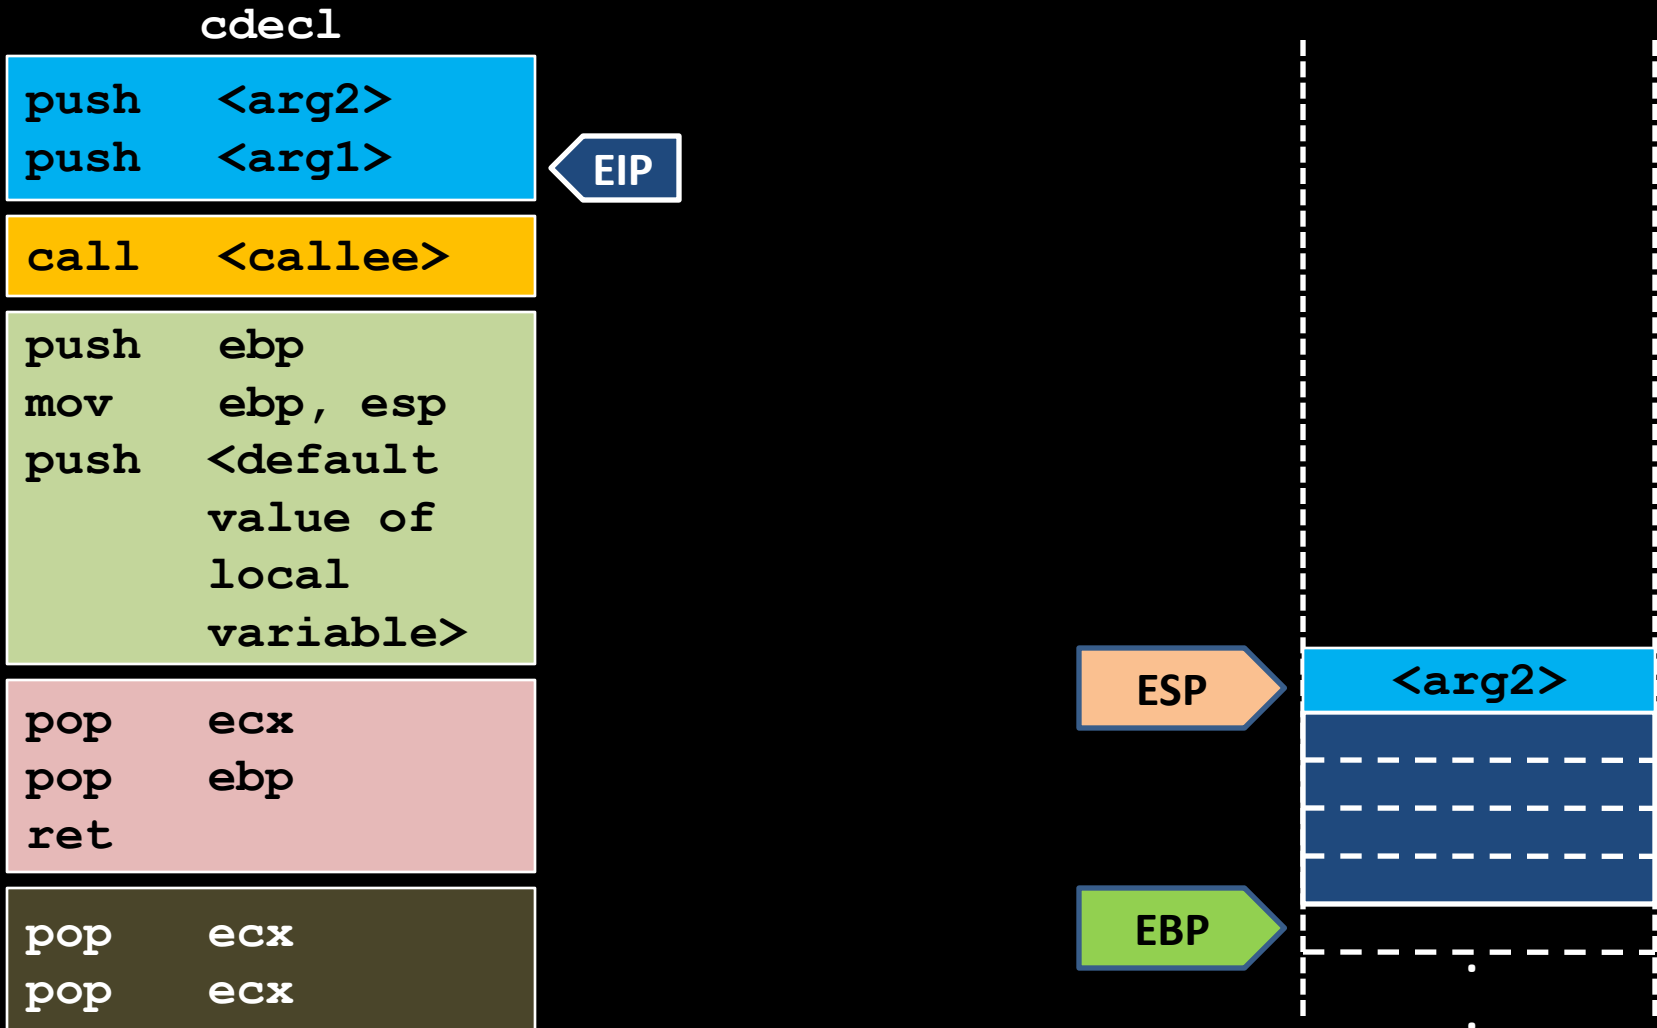 cdecl
push <arg2>
push <arg1>
EIP
call <callee>
push ebp
mov ebp, esp
push <default
value of
local
variable>
ESP
<arg2>
pop ecx
pop ebp
ret
EBP
pop ecx
pop ecx